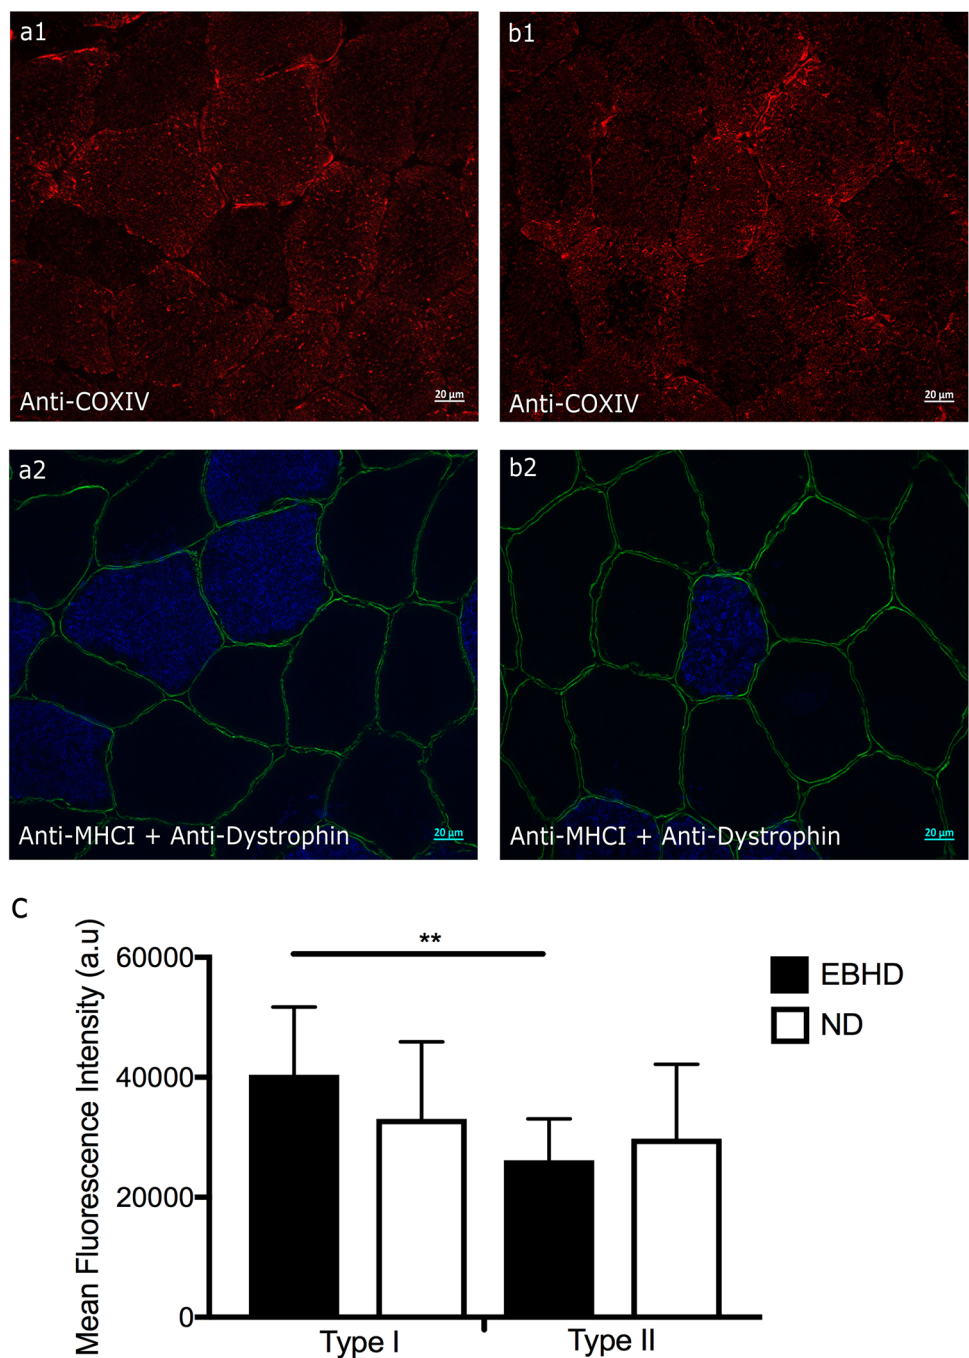 a1
b1
Anti-COXIV
20 µm
Anti-COXIV
20 µm
a2
b2
Anti-MHCI + Anti-Dystrophin
20 µm
Anti-MHCI + Anti-Dystrophin
20 µm
c
Mean Fluorescence Intensity (a.u)
60000
40000
20000
0
**
EBHD
ND
Type I
Type II